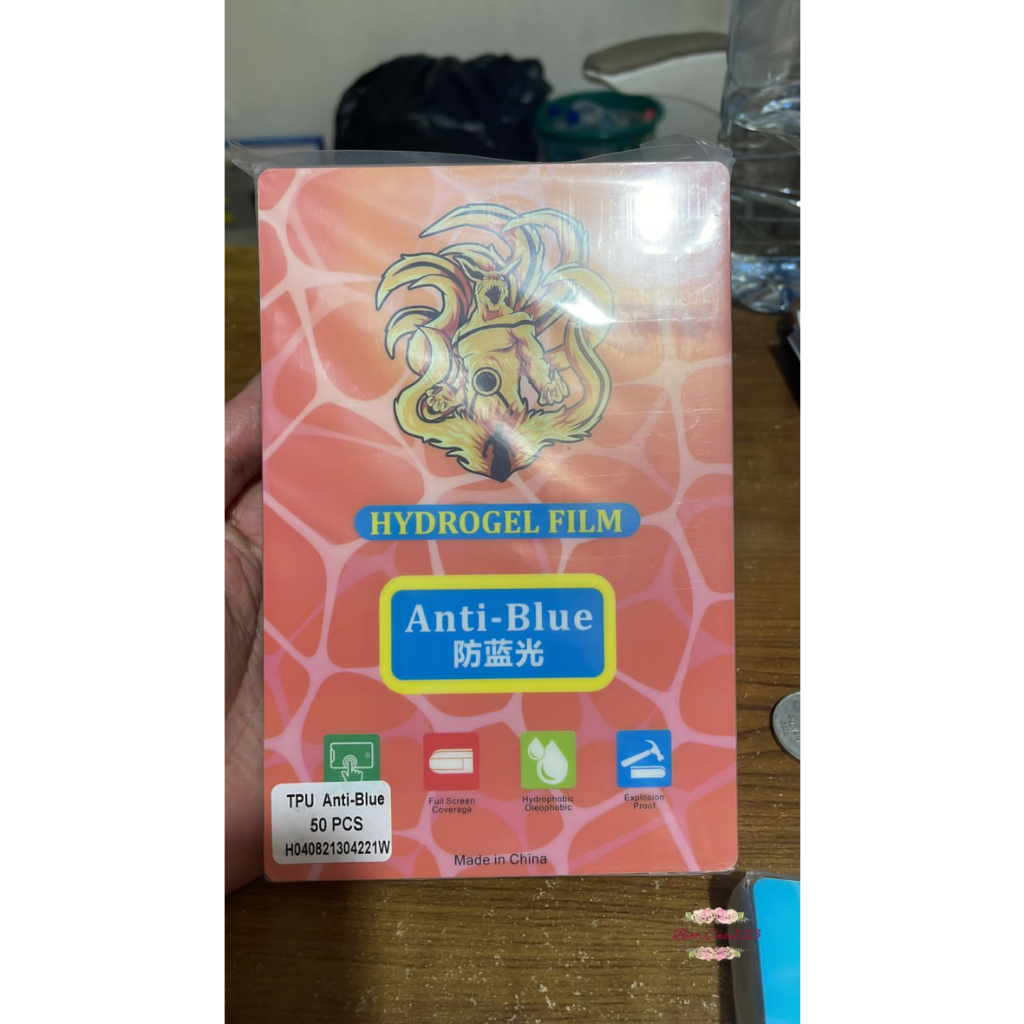 HYDROGEL FILM
Anti-Blue
防蓝光
Full Screen
Coverage
Hydrophobic
Oleophobic
Explosion
Proof
TPU Anti-Blue
50 PCS
H040821304221W
Made in China